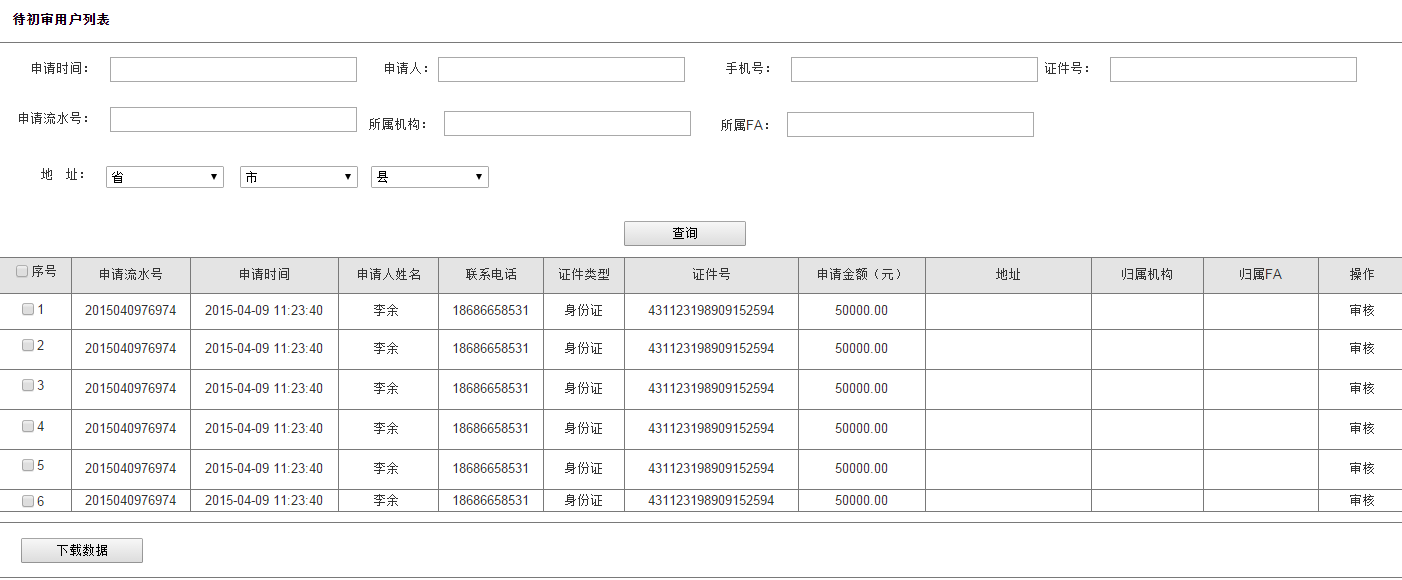 待初审用户列表
申请时间： 申请人： 手机号： 证件号：
申请流水号： 所属机构： 所属FA：
地 址： 省 市 县
查询
序号 申请流水号 申请时间 申请人姓名 联系电话 证件类型 证件号 申请金额（元） 地址 归属机构 归属FA 操作
1 2015040976974 2015-04-09 11:23:40 李余 18686658531 身份证 431123198909152594 50000.00 审核
2 2015040976974 2015-04-09 11:23:40 李余 18686658531 身份证 431123198909152594 50000.00 审核
3 2015040976974 2015-04-09 11:23:40 李余 18686658531 身份证 431123198909152594 50000.00 审核
4 2015040976974 2015-04-09 11:23:40 李余 18686658531 身份证 431123198909152594 50000.00 审核
5 2015040976974 2015-04-09 11:23:40 李余 18686658531 身份证 431123198909152594 50000.00 审核
6 2015040976974 2015-04-09 11:23:40 李余 18686658531 身份证 431123198909152594 50000.00 审核
下载数据